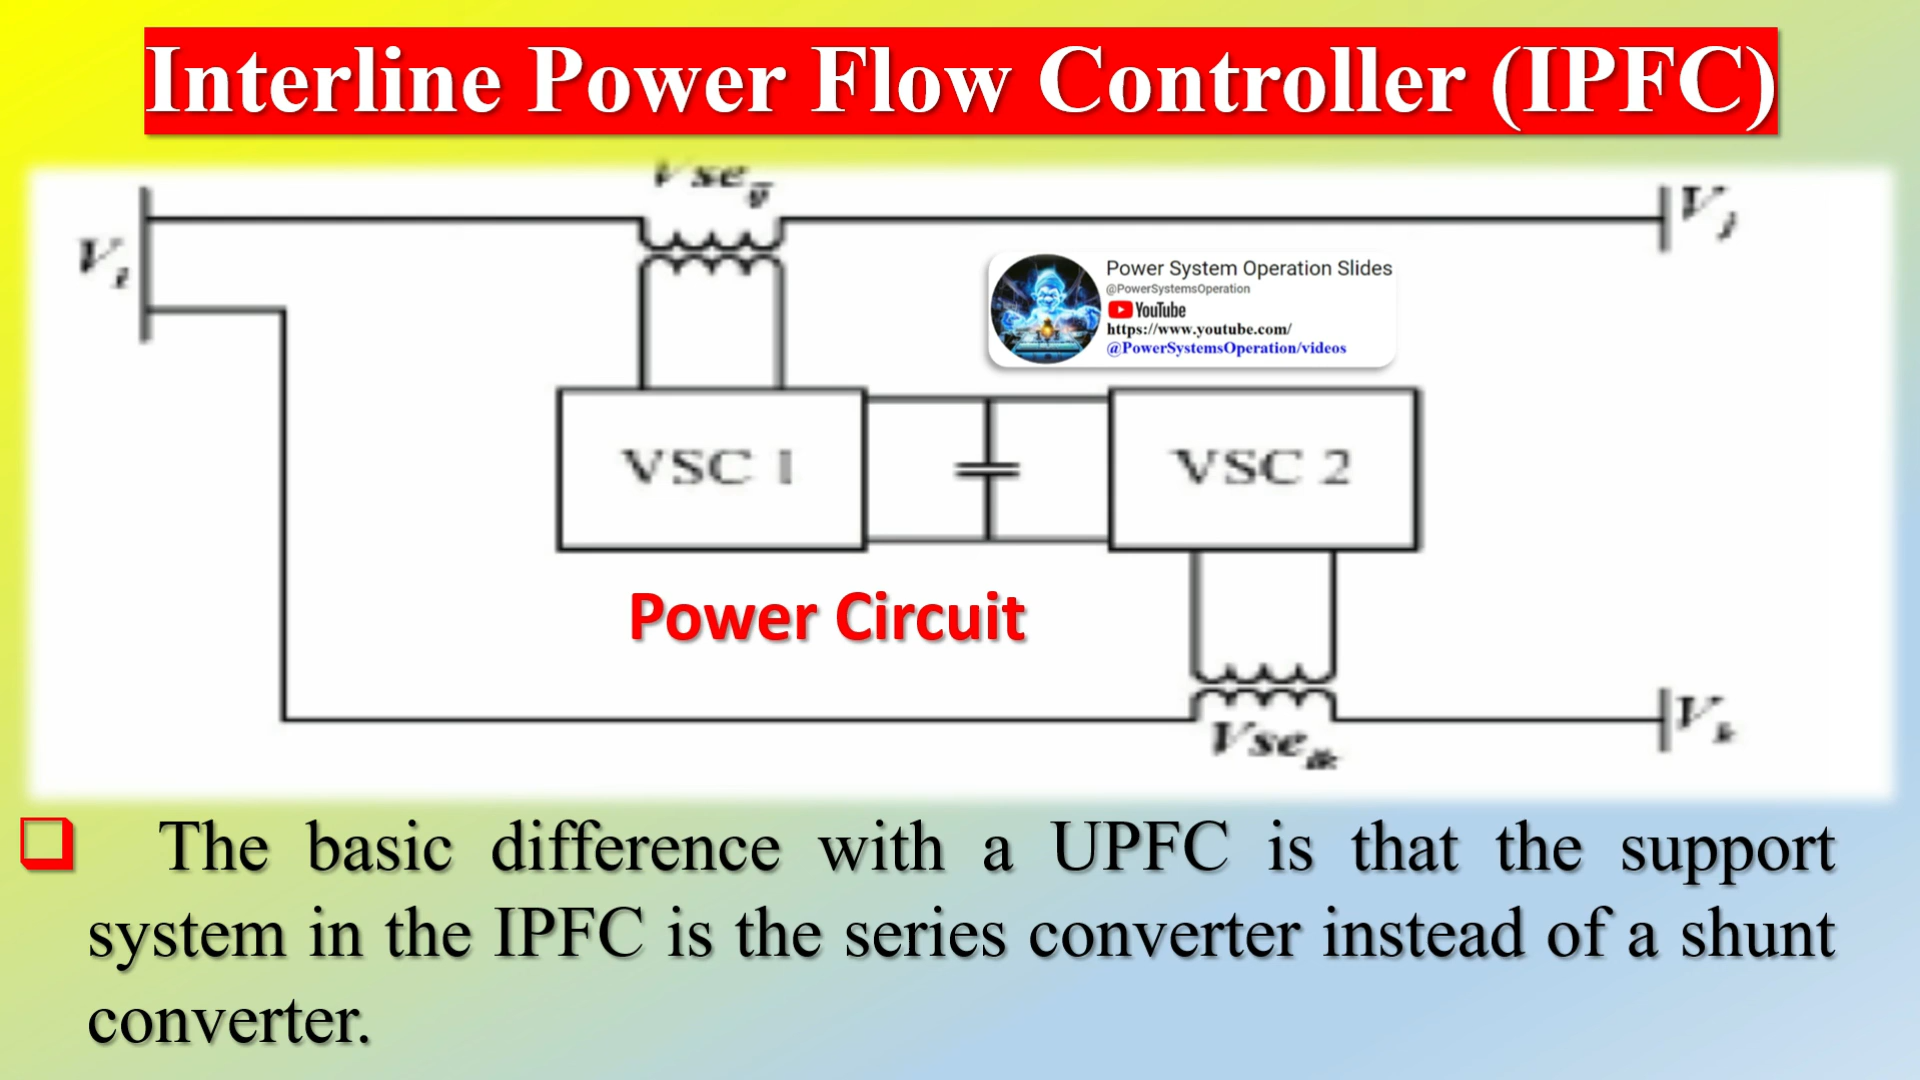 Interline Power Flow Controller (IPFC)
Vse ij
V i
V j
Power System Operation Slides
@PowerSystemsOperation
YouTube
https://www.youtube.com/
@PowerSystemsOperation/videos
VSC 1
VSC 2
Power Circuit
V k
Vse ik
The basic difference with a UPFC is that the support
system in the IPFC is the series converter instead of a shunt
converter.